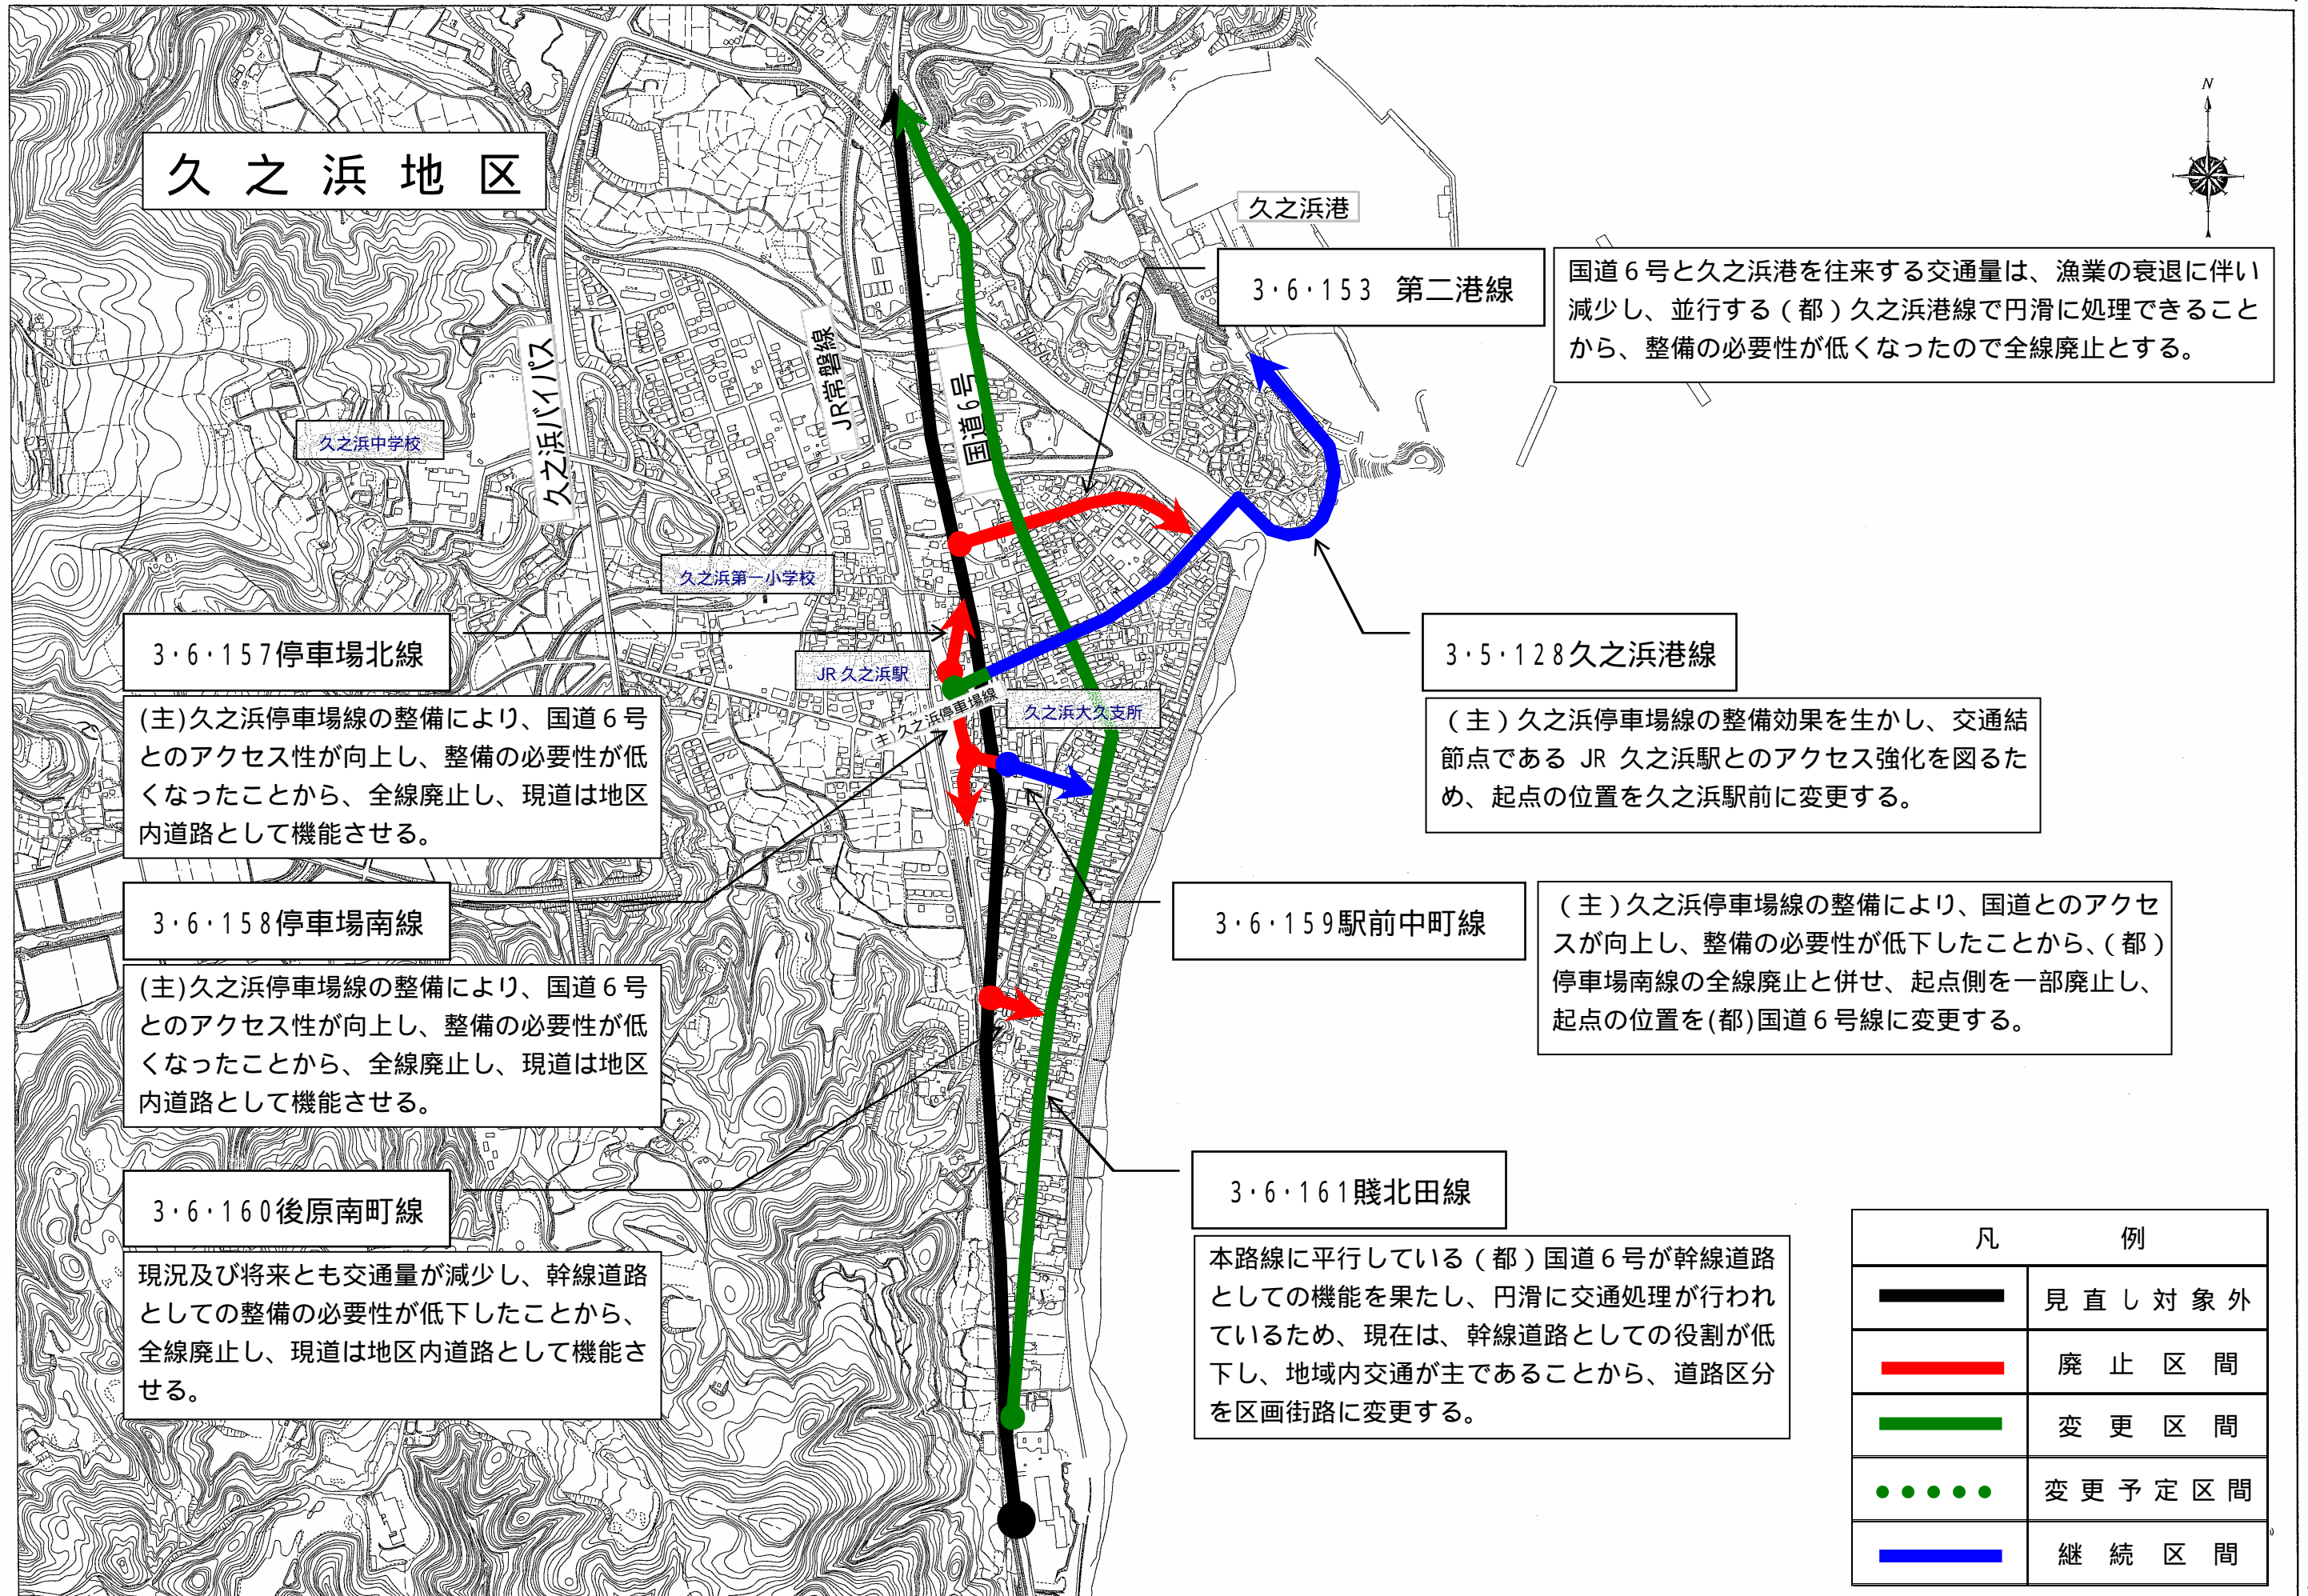 久之浜地区
N
久之浜港
3・6・153 第二港線
国道６号と久之浜港を往来する交通量は、漁業の衰退に伴い
減少し、並行する（都）久之浜港線で円滑に処理できること
から、整備の必要性が低くなったので全線廃止とする。
久之浜バイパス
JR常磐線
国道6号
久之浜中学校
久之浜第一小学校
JR 久之浜駅
(主)久之浜停車場線
久之浜大久支所
3・6・157停車場北線
(主)久之浜停車場線の整備により、国道６号
とのアクセス性が向上し、整備の必要性が低
くなったことから、全線廃止し、現道は地区
内道路として機能させる。
3・5・128久之浜港線
（主）久之浜停車場線の整備効果を生かし、交通結
節点である JR 久之浜駅とのアクセス強化を図るた
め、起点の位置を久之浜駅前に変更する。
3・6・158停車場南線
(主)久之浜停車場線の整備により、国道６号
とのアクセス性が向上し、整備の必要性が低
くなったことから、全線廃止し、現道は地区
内道路として機能させる。
3・6・159駅前中町線
（主）久之浜停車場線の整備により、国道とのアクセ
スが向上し、整備の必要性が低下したことから、（都）
停車場南線の全線廃止と併せ、起点側を一部廃止し、
起点の位置を(都)国道６号線に変更する。
3・6・160後原南町線
現況及び将来とも交通量が減少し、幹線道路
としての整備の必要性が低下したことから、
全線廃止し、現道は地区内道路として機能さ
せる。
3・6・161賤北田線
本路線に平行している（都）国道６号が幹線道路
としての機能を果たし、円滑に交通処理が行われ
ているため、現在は、幹線道路としての役割が低
下し、地域内交通が主であることから、道路区分
を区画街路に変更する。
凡例
見直し対象外
廃止区間
変更区間
変更予定区間
継続区間